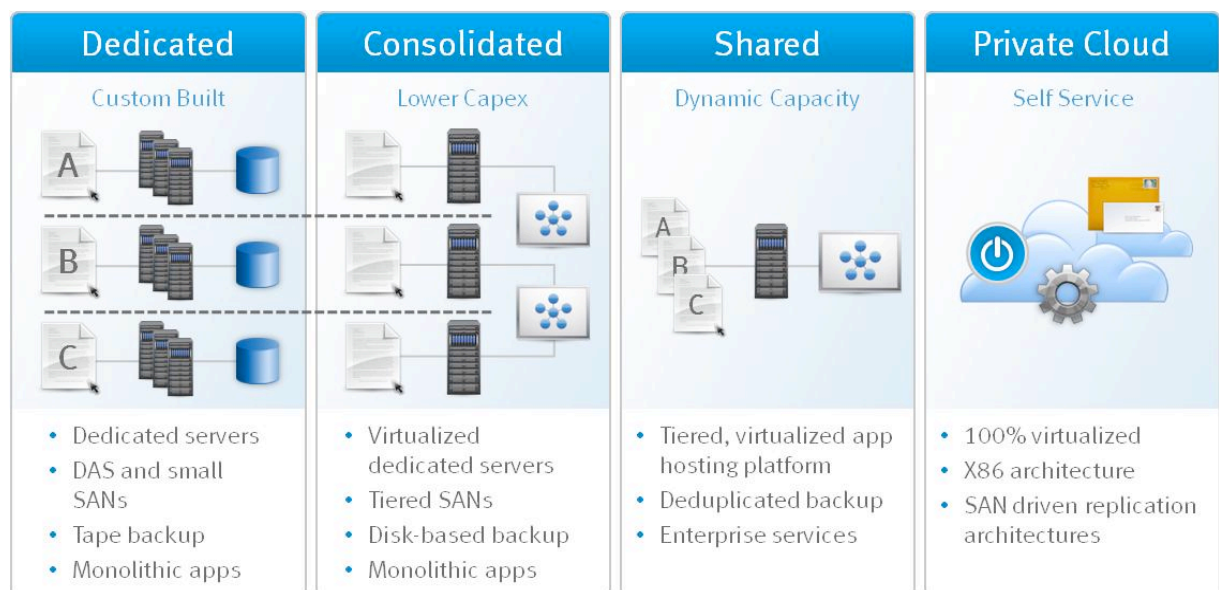 Dedicated
Custom Built
A
B
C
• Dedicated servers
• DAS and small
SANs
• Tape backup
• Monolithic apps
Consolidated
Lower Capex
• Virtualized
dedicated servers
• Tiered SANs
• Disk-based backup
• Monolithic apps
Shared
Dynamic Capacity
A
B
C
• Tiered, virtualized app
hosting platform
• Deduplicated backup
• Enterprise services
Private Cloud
Self Service
• 100% virtualized
• X86 architecture
• SAN driven replication
architectures